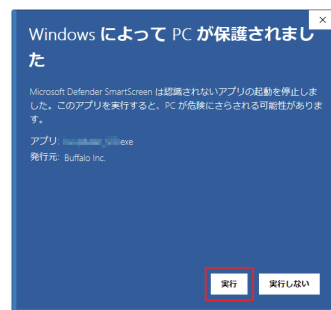 ×
Windows によって PC が保護されまし
た
Microsoft Defender SmartScreen は認識されないアプリの起動を停止しま
した。このアプリを実行すると、PC が危険にさらされる可能性がありま
す。
アプリ: exe
発行元: Buffalo Inc.
実行 実行しない